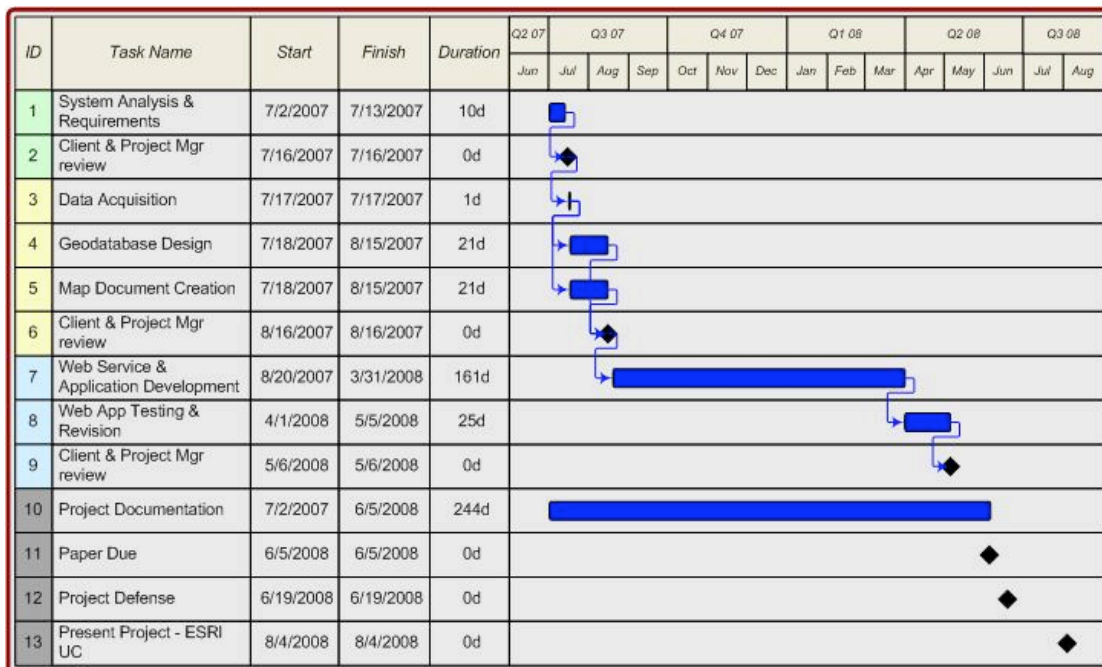 ID Task Name Start Finish Duration Q2 07 Q3 07 Q4 07 Q1 08 Q2 08 Q3 08
Jun Jul Aug Sep Oct Nov Dec Jan Feb Mar Apr May Jun Jul Aug
1 System Analysis & 7/2/2007 7/13/2007 10d
Requirements
2 Client & Project Mgr 7/16/2007 7/16/2007 0d
review
3 Data Acquisition 7/17/2007 7/17/2007 1d
4 Geodatabase Design 7/18/2007 8/15/2007 21d
5 Map Document Creation 7/18/2007 8/15/2007 21d
6 Client & Project Mgr 8/16/2007 8/16/2007 0d
review
7 Web Service & 8/20/2007 3/31/2008 161d
Application Development
8 Web App Testing & 4/1/2008 5/5/2008 25d
Revision
9 Client & Project Mgr 5/6/2008 5/6/2008 0d
review
10 Project Documentation 7/2/2007 6/5/2008 244d
11 Paper Due 6/5/2008 6/5/2008 0d
12 Project Defense 6/19/2008 6/19/2008 0d
13 Present Project - ESRI 8/4/2008 8/4/2008 0d
UC